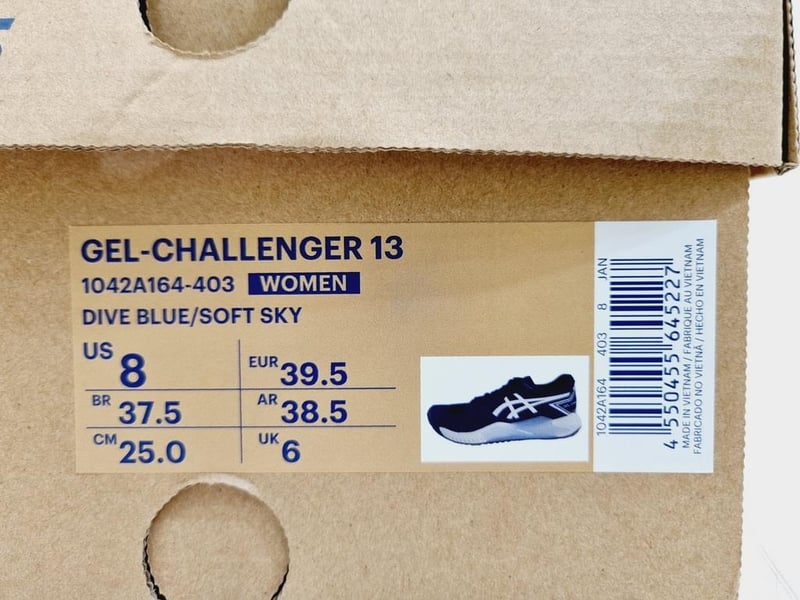 GEL-CHALLENGER 13
1042A164-403 WOMEN
DIVE BLUE/SOFT SKY
US 8
EUR 39.5
BR 37.5
AR 38.5
CM 25.0
UK 6
1042A164 403 8 JAN
4 550455 645227
MADE IN VIETNAM / FABRIQUE AU VIETNAM
FABRICADO NO VIETNÃ / HECHO EN VIETNAM